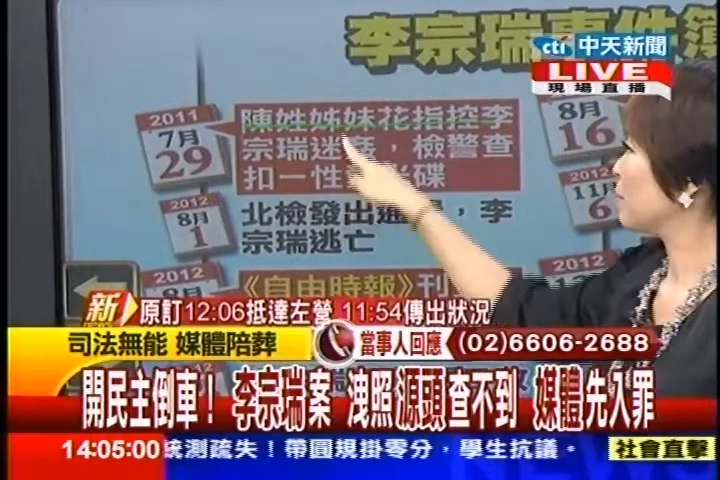 李宗瑞事件簿
cti 中天新聞
LIVE
現場直播
2011
7月
29
陳姓姊妹花指控李
宗瑞迷姦,檢警查
扣一性
碟
2012
8月
1
北檢發出通
,李
宗瑞逃亡
8月
16
11月
6
2012
2012
《自由時報》刊
新 原訂12:06抵達左營 11:54傳出狀況
司法無能 媒體陪葬
當事人回應 (02)6606-2688
開民主倒車! 李宗瑞案 洩照源頭查不到 媒體先入罪
14:05:00
統測疏失!帶圓規掛零分,學生抗議。
社會直擊